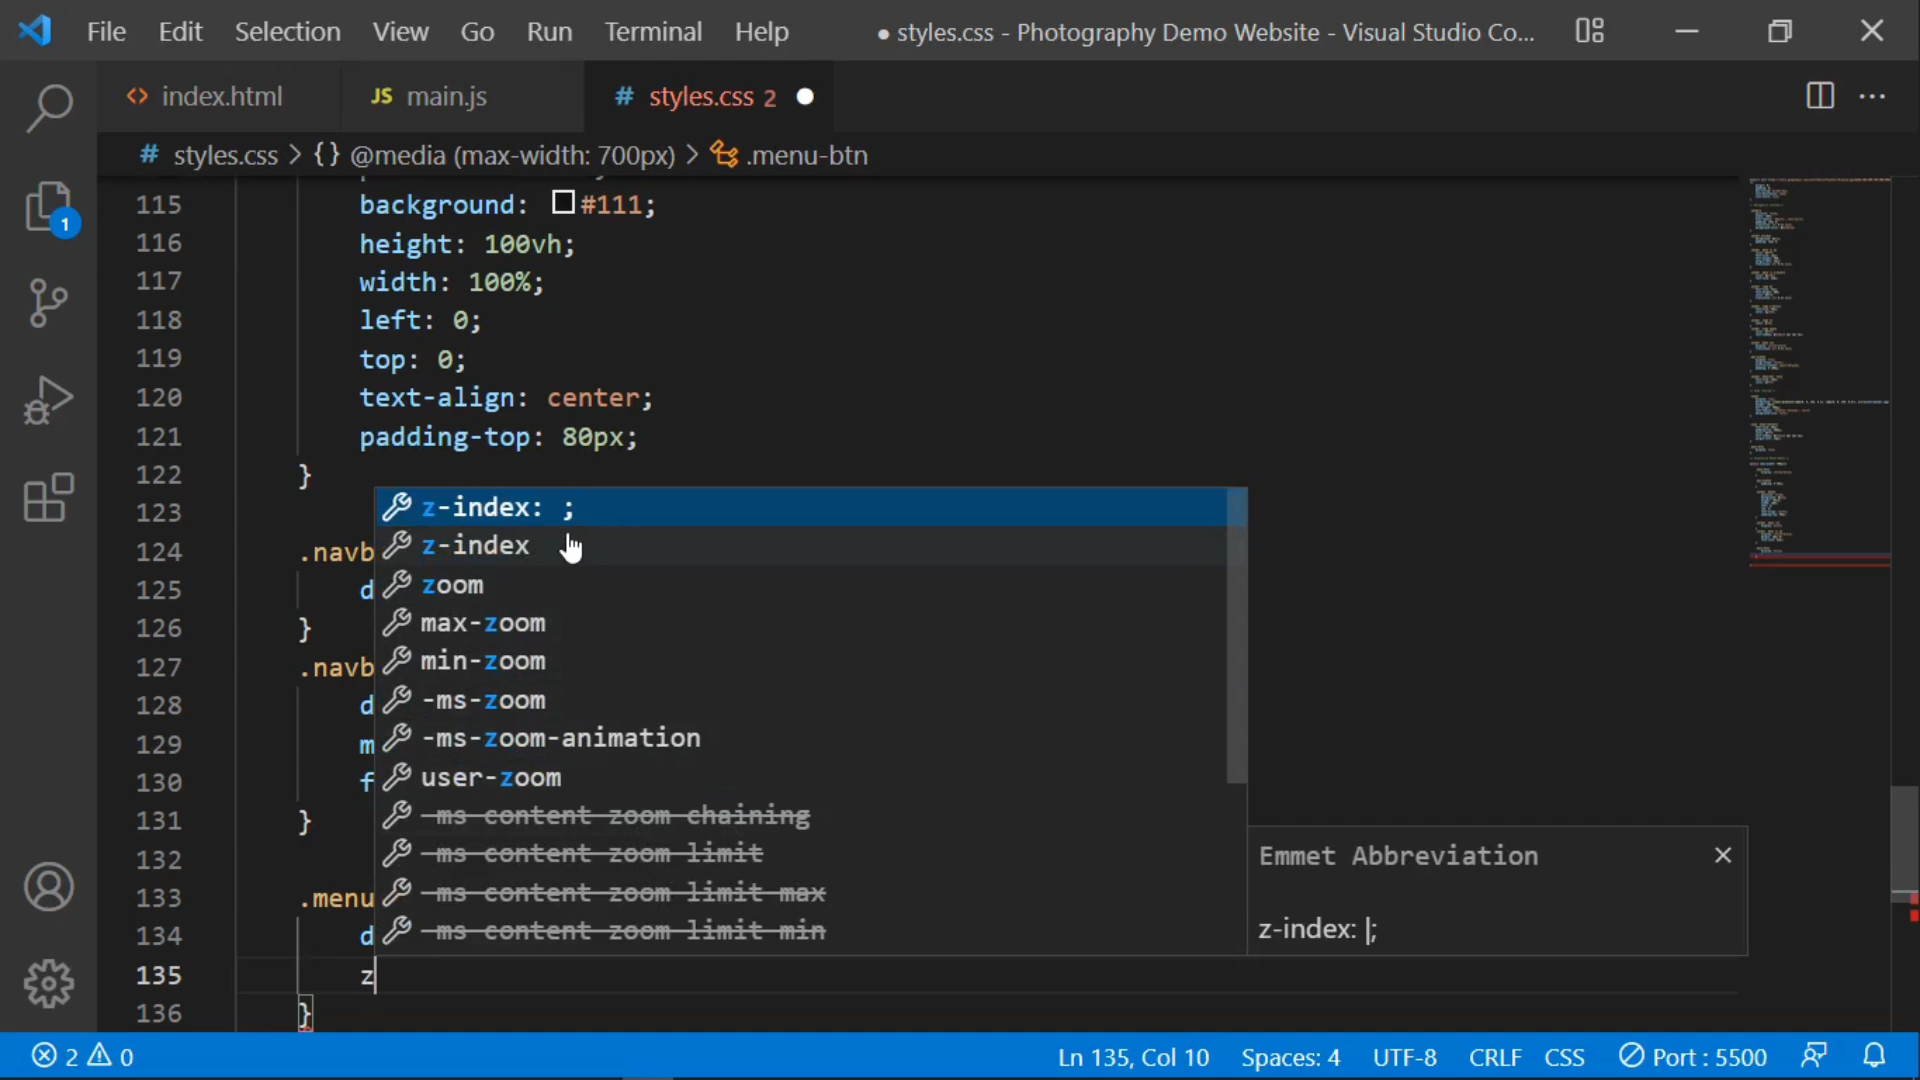 File Edit Selection View Go Run Terminal Help ● styles.css - Photography Demo Website - Visual Studio Co...
<> index.html JS main.js # styles.css 2 ●
# styles.css > {} @media (max-width: 700px) > .menu-btn
115 background: #111;
116 height: 100vh;
117 width: 100%;
118 left: 0;
119 top: 0;
120 text-align: center;
121 padding-top: 80px;
122 }
123
124 .navb
125 d
126 }
127 .navb
128 d
129 m
130 f
131 }
132
133 .menu
134 d
135 z
136 }
z-index: ;
z-index
zoom
max-zoom
min-zoom
-ms-zoom
-ms-zoom-animation
user-zoom
-ms-content-zoom-chaining
-ms-content-zoom-limit
-ms-content-zoom-limit-max
-ms-content-zoom-limit-min
Emmet Abbreviation
z-index: |;
1
2 0 Ln 135, Col 10 Spaces: 4 UTF-8 CRLF CSS Port : 5500